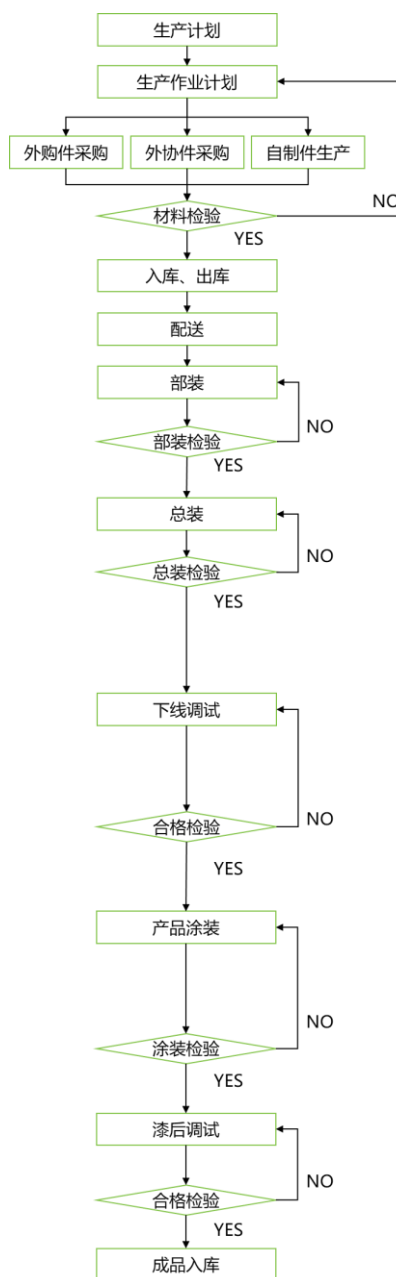 生产计划
生产作业计划
外购件采购
外协件采购
自制件生产
材料检验
NO
YES
入库、出库
配送
部装
NO
部装检验
YES
总装
NO
总装检验
YES
下线调试
NO
合格检验
YES
产品涂装
NO
涂装检验
YES
漆后调试
NO
合格检验
YES
成品入库